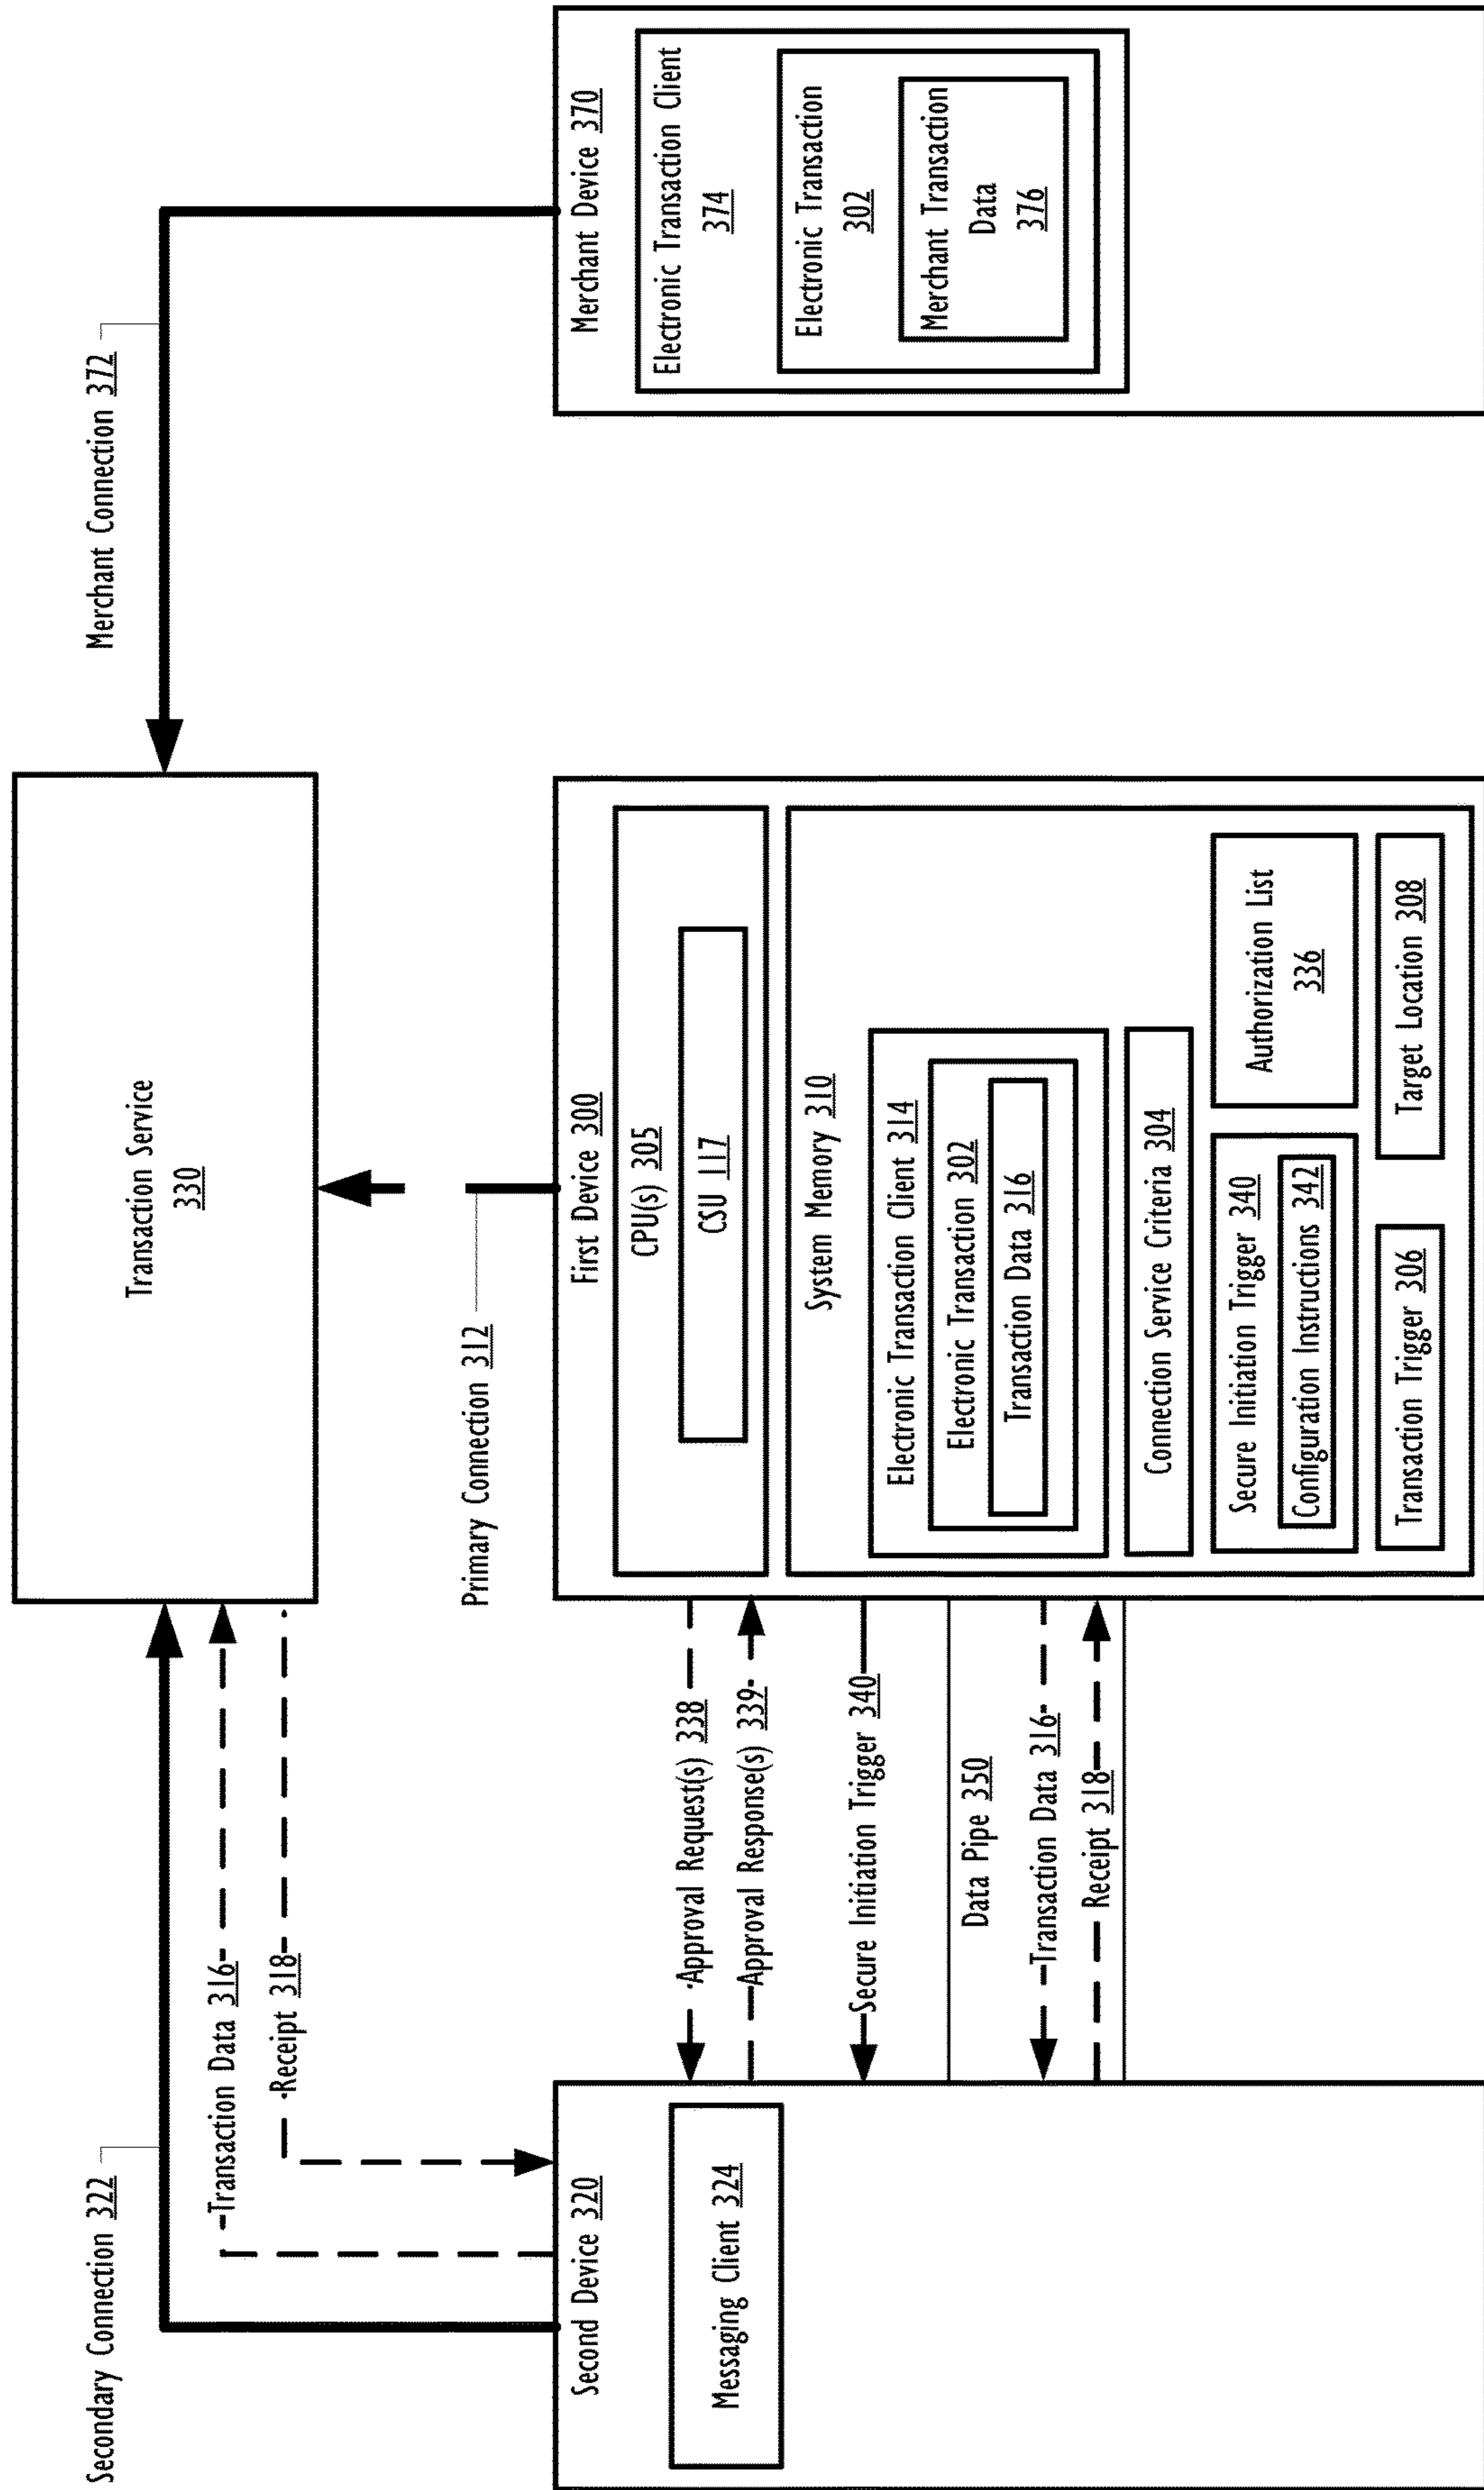 Secondary Connection 322
Transaction Data 316
Receipt 318
Transaction Service
330
Merchant Connection 372
Primary Connection 312
Second Device 320
Messaging Client 324
Approval Request(s) 338
Approval Response(s) 339
Secure Initiation Trigger 340
Data Pipe 350
Transaction Data 316
Receipt 318
First Device 300
CPU(s) 305
CSU 117
System Memory 310
Electronic Transaction Client 314
Electronic Transaction 302
Transaction Data 316
Connection Service Criteria 304
Secure Initiation Trigger 340
Configuration Instructions 342
Authorization List
336
Transaction Trigger 306
Target Location 308
Merchant Device 370
Electronic Transaction Client
374
Electronic Transaction
302
Merchant Transaction
Data
376